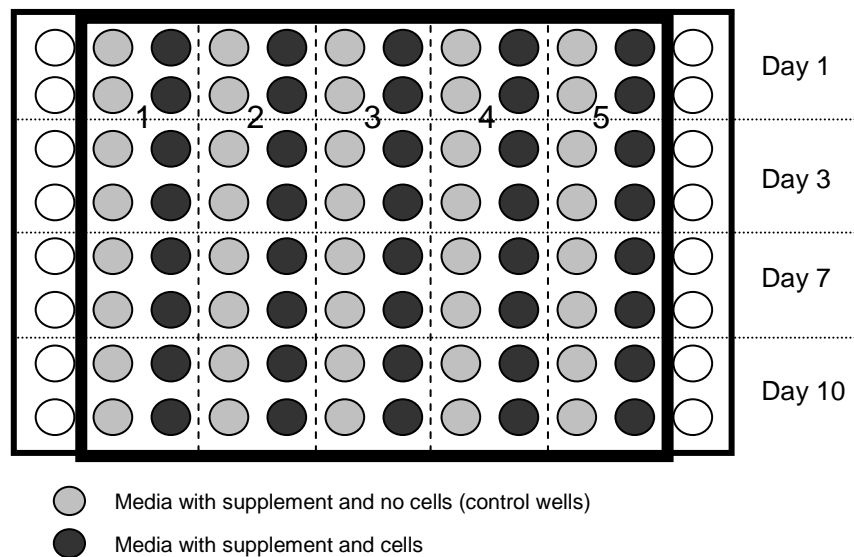 Day 1
1 2 3 4 5
Day 3
Day 7
Day 10
Media with supplement and no cells (control wells)
Media with supplement and cells